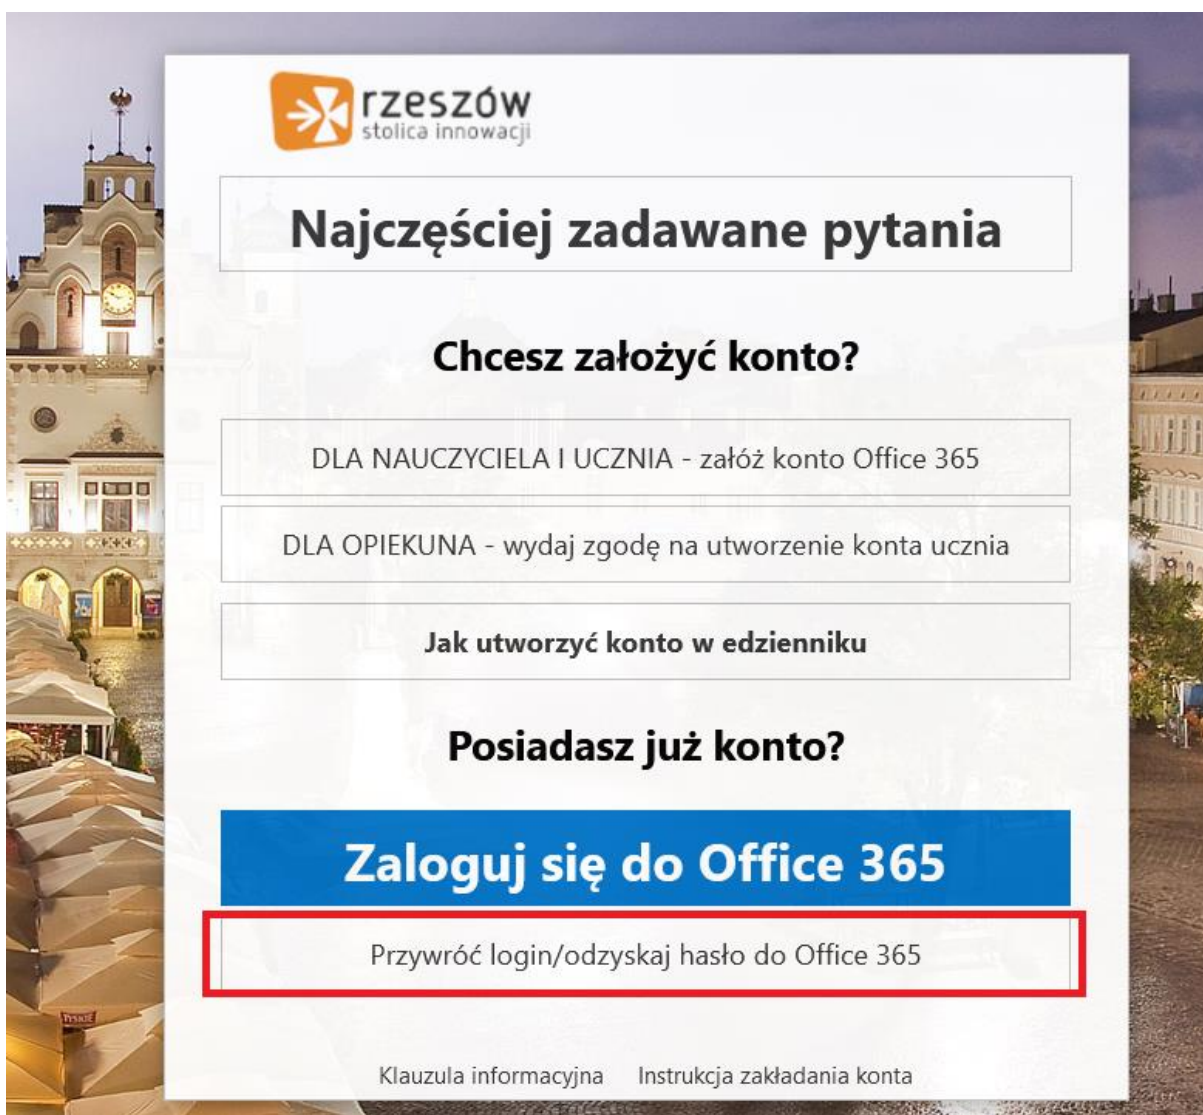 rzeszów
stolica innowacji
Najczęściej zadawane pytania
Chcesz założyć konto?
DLA NAUCZYCIELA I UCZNIA - załóż konto Office 365
DLA OPIEKUNA - wydaj zgodę na utworzenie konta ucznia
Jak utworzyć konto w edzienniku
Posiadasz już konto?
Zaloguj się do Office 365
Przywróć login/odzyskaj hasło do Office 365
TYSKIE
Klauzula informacyjna Instrukcja zakładania konta